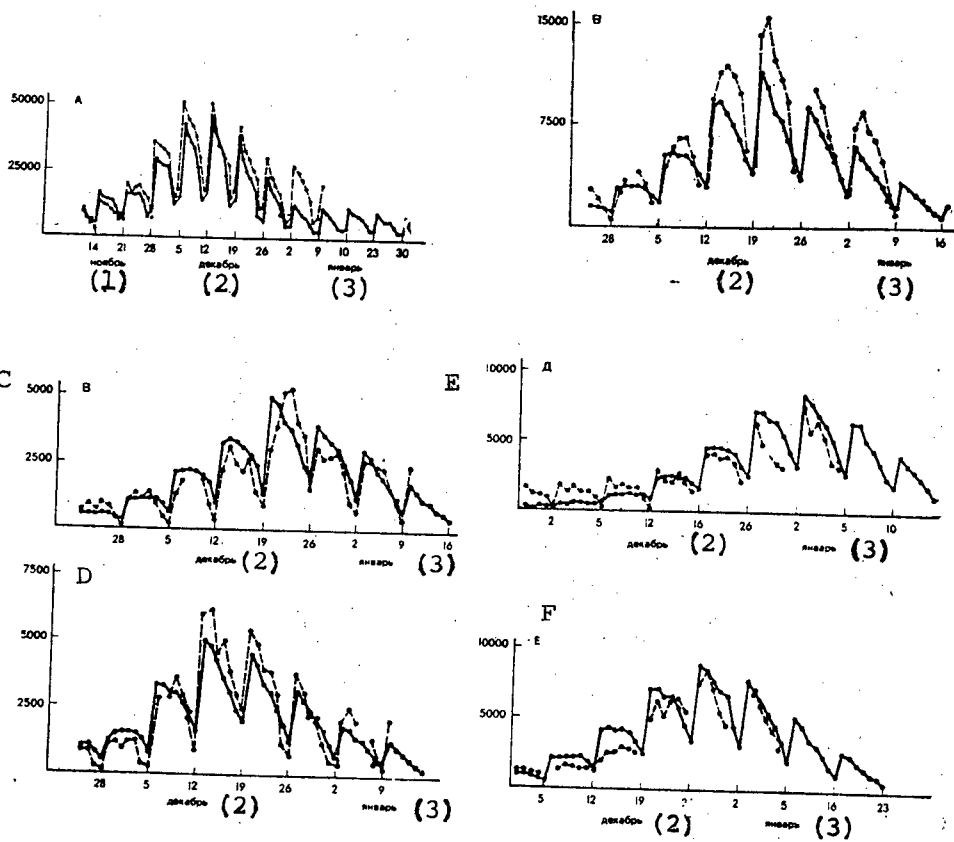 50000 А
25000
14 21 28 5 12 19 26 2 9 10 23 30
ноябрь декабрь январь
(1) (2) (3)
15000 В
7500
28 5 12 19 26 2 9 16
декабрь январь
(2) (3)
C
5000 В
2500
28 5 12 19 26 2 9 16
декабрь (2) январь (3)
E
10000 Д
5000
2 5 12 16 26 2 5 10
декабрь (2) январь (3)
D
7500
5000
2500
28 5 12 19 26 2 9
декабрь (2) январь (3)
F
10000 Е
5000
5 12 19 2 5 16 23
декабрь (2) январь (3)